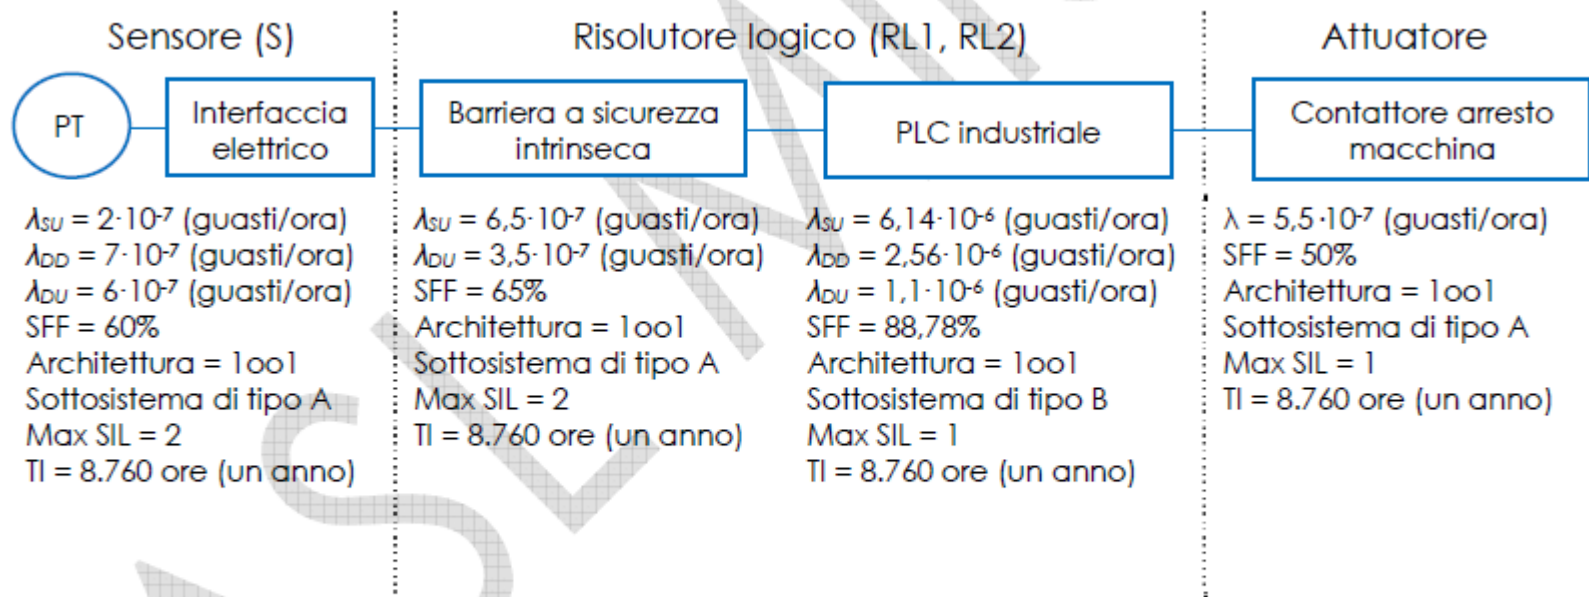 Sensore (S)
Risolutore logico (RL1, RL2)
Attuatore
PT
Interfaccia
elettrico
Barriera a sicurezza
intrinseca
PLC industriale
Contattore arresto
macchina
λSU = 2·10-7 (guasti/ora)
λDD = 7·10-7 (guasti/ora)
λDU = 6·10-7 (guasti/ora)
SFF = 60%
Architettura = 1oo1
Sottosistema di tipo A
Max SIL = 2
TI = 8.760 ore (un anno)
λSU = 6,5·10-7 (guasti/ora)
λDU = 3,5·10-7 (guasti/ora)
SFF = 65%
Architettura = 1oo1
Sottosistema di tipo A
Max SIL = 2
TI = 8.760 ore (un anno)
λSU = 6,14·10-6 (guasti/ora)
λDD = 2,56·10-6 (guasti/ora)
λDU = 1,1·10-6 (guasti/ora)
SFF = 88,78%
Architettura = 1oo1
Sottosistema di tipo B
Max SIL = 1
TI = 8.760 ore (un anno)
λ = 5,5·10-7 (guasti/ora)
SFF = 50%
Architettura = 1oo1
Sottosistema di tipo A
Max SIL = 1
TI = 8.760 ore (un anno)